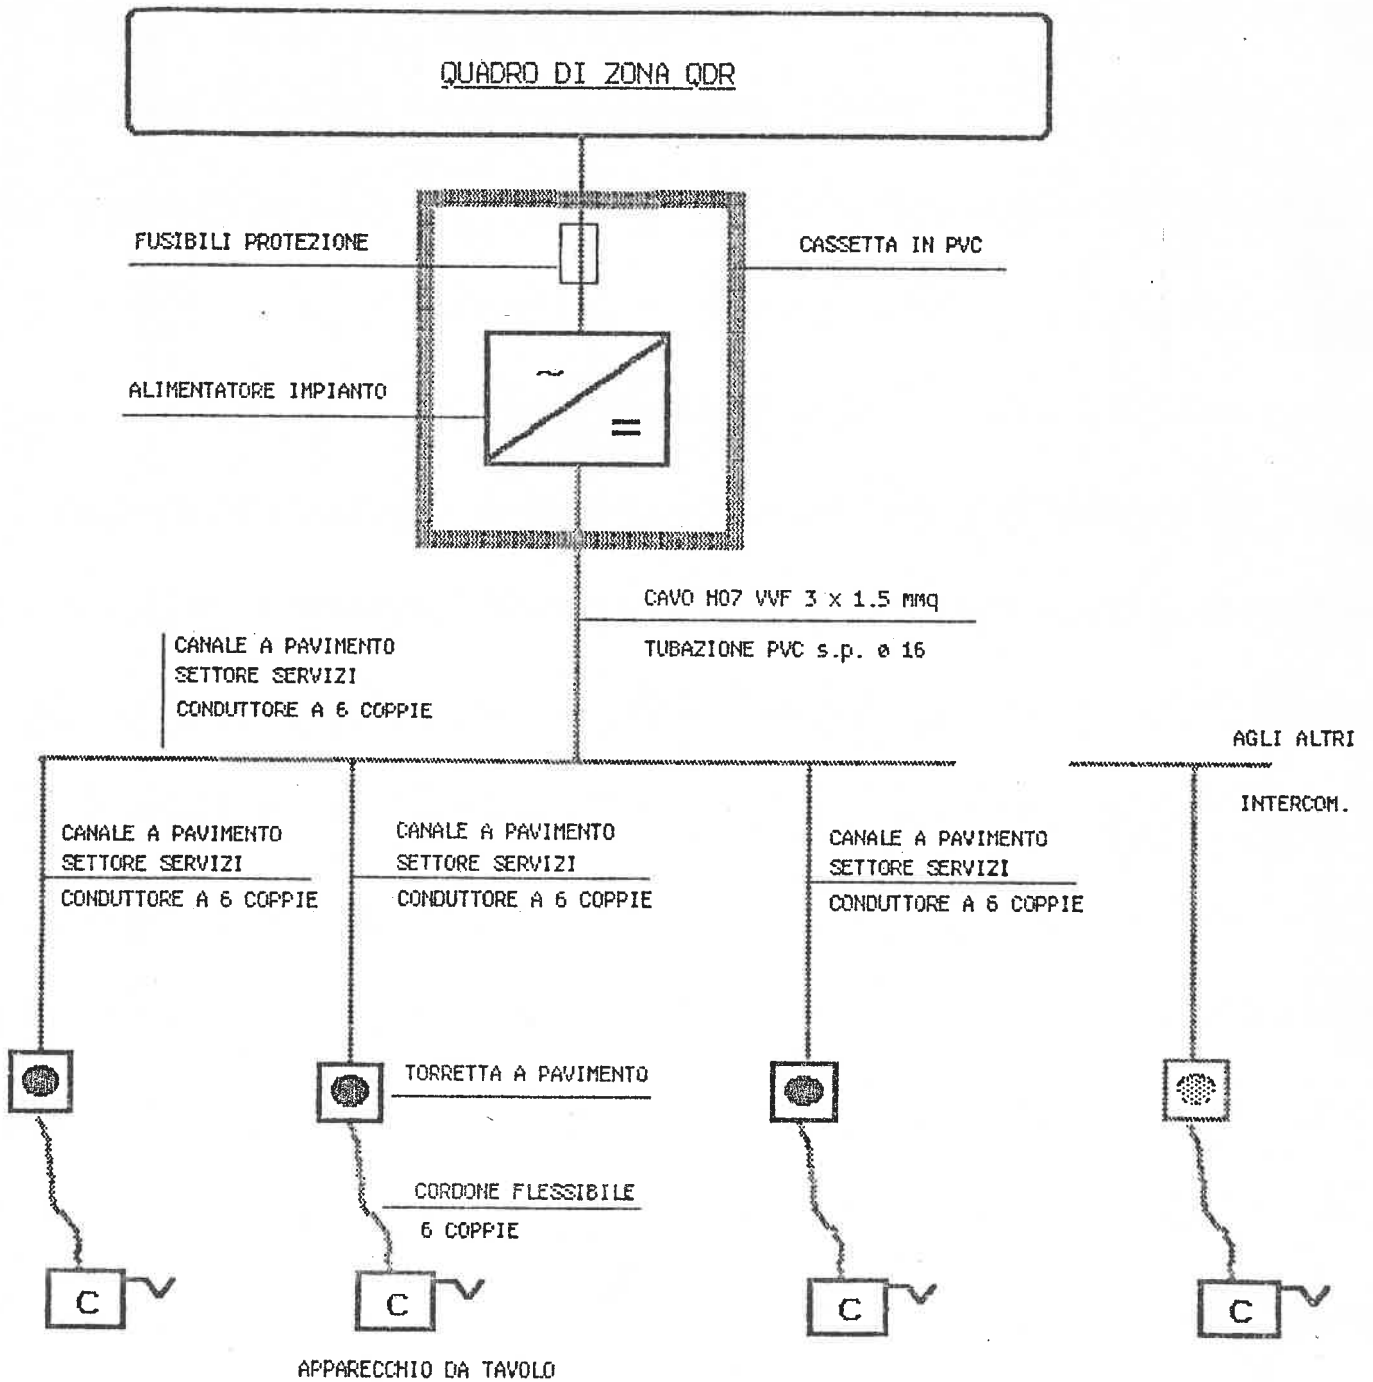 QUADRO DI ZONA QDR
FUSIBILI PROTEZIONE
CASSETTA IN PVC
~
ALIMENTATORE IMPIANTO
=
CAVO H07 VVF 3 x 1.5 mmq
TUBAZIONE PVC s.p. ø 16
CANALE A PAVIMENTO
SETTORE SERVIZI
CONDUTTORE A 6 COPPIE
AGLI ALTRI
INTERCOM.
CANALE A PAVIMENTO
SETTORE SERVIZI
CONDUTTORE A 6 COPPIE
CANALE A PAVIMENTO
SETTORE SERVIZI
CONDUTTORE A 6 COPPIE
CANALE A PAVIMENTO
SETTORE SERVIZI
CONDUTTORE A 6 COPPIE
TORRETTA A PAVIMENTO
CORDONE FLESSIBILE
6 COPPIE
C
C
C
C
APPARECCHIO DA TAVOLO